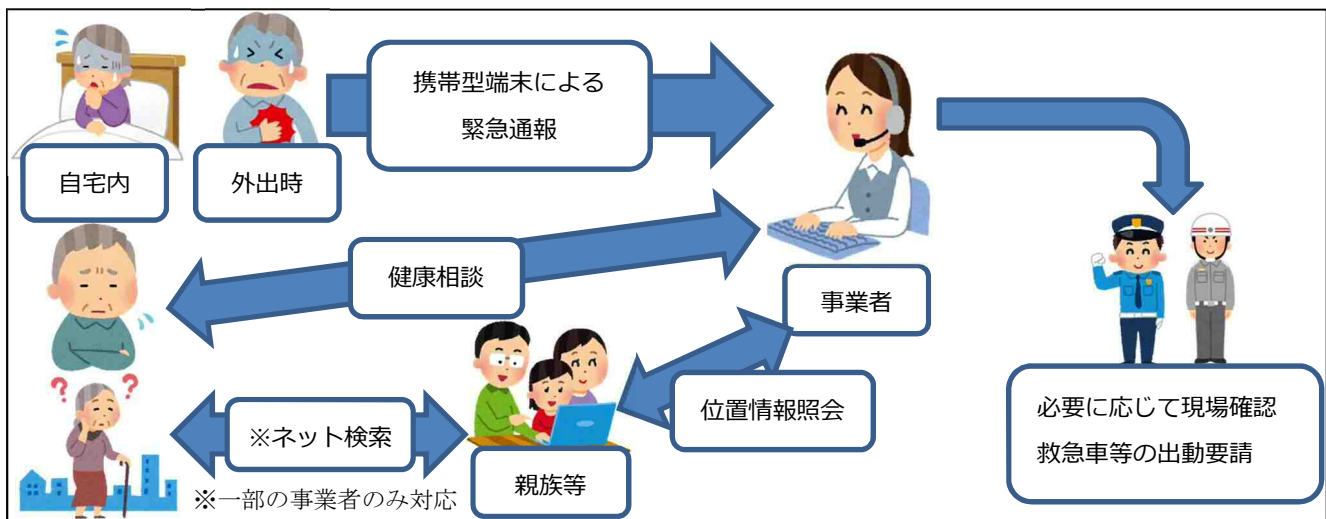 携帯型端末による
緊急通報
自宅内
外出時
健康相談
事業者
位置情報照会
必要に応じて現場確認
救急車等の出動要請
※ネット検索
親族等
※一部の事業者のみ対応